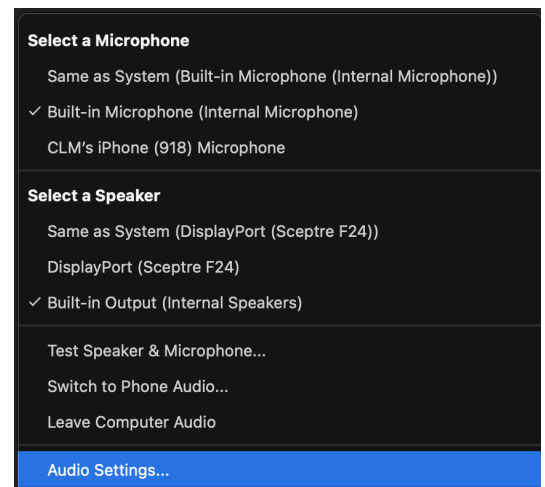 Select a Microphone
Same as System (Built-in Microphone (Internal Microphone))
✓ Built-in Microphone (Internal Microphone)
CLM’s iPhone (918) Microphone
Select a Speaker
Same as System (DisplayPort (Sceptre F24))
DisplayPort (Sceptre F24)
✓ Built-in Output (Internal Speakers)
Test Speaker & Microphone...
Switch to Phone Audio...
Leave Computer Audio
Audio Settings...